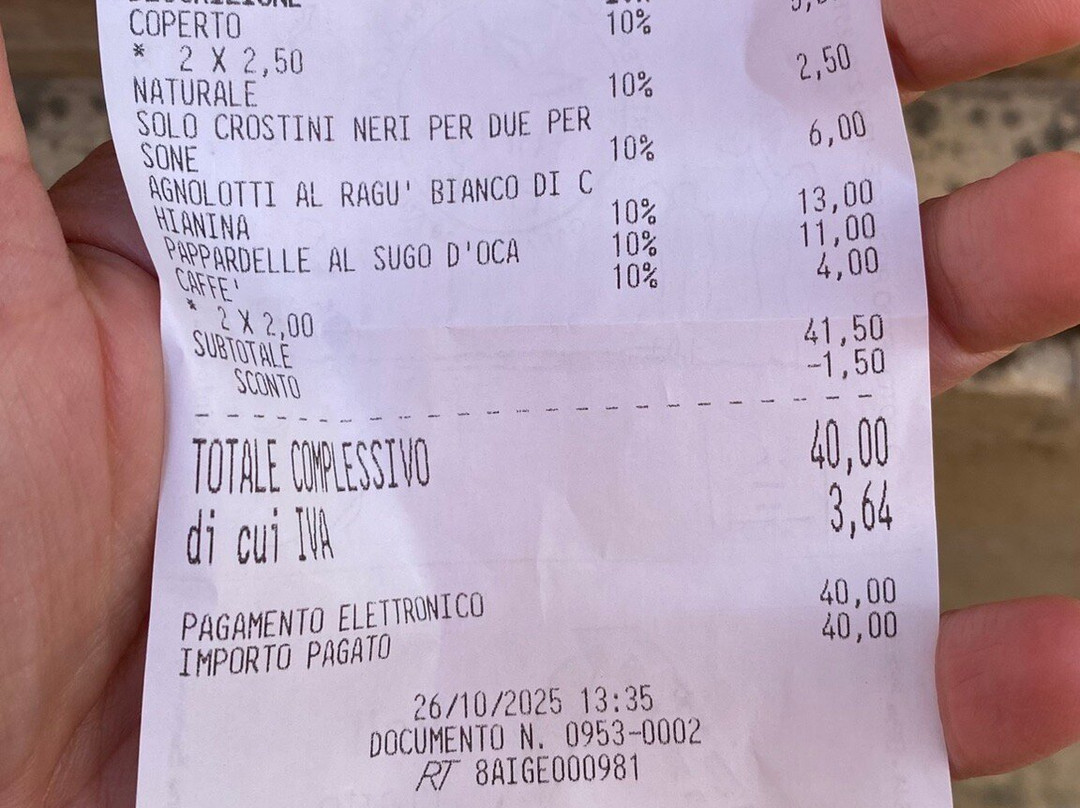 COPERTO 10%
* 2 X 2,50
NATURALE 10% 2,50
SOLO CROSTINI NERI PER DUE PER
SONE 10% 6,00
AGNOLOTTI AL RAGU' BIANCO DI C
HIANINA 10% 13,00
PAPPARDELLE AL SUGO D'OCA 10% 11,00
CAFFE' 10% 4,00
* 2 X 2,00
SUBTOTALE 41,50
SCONTO -1,50
TOTALE COMPLESSIVO 40,00
di cui IVA 3,64
PAGAMENTO ELETTRONICO 40,00
IMPORTO PAGATO 40,00
26/10/2025 13:35
DOCUMENTO N. 0953-0002
RT 8AIGE000981